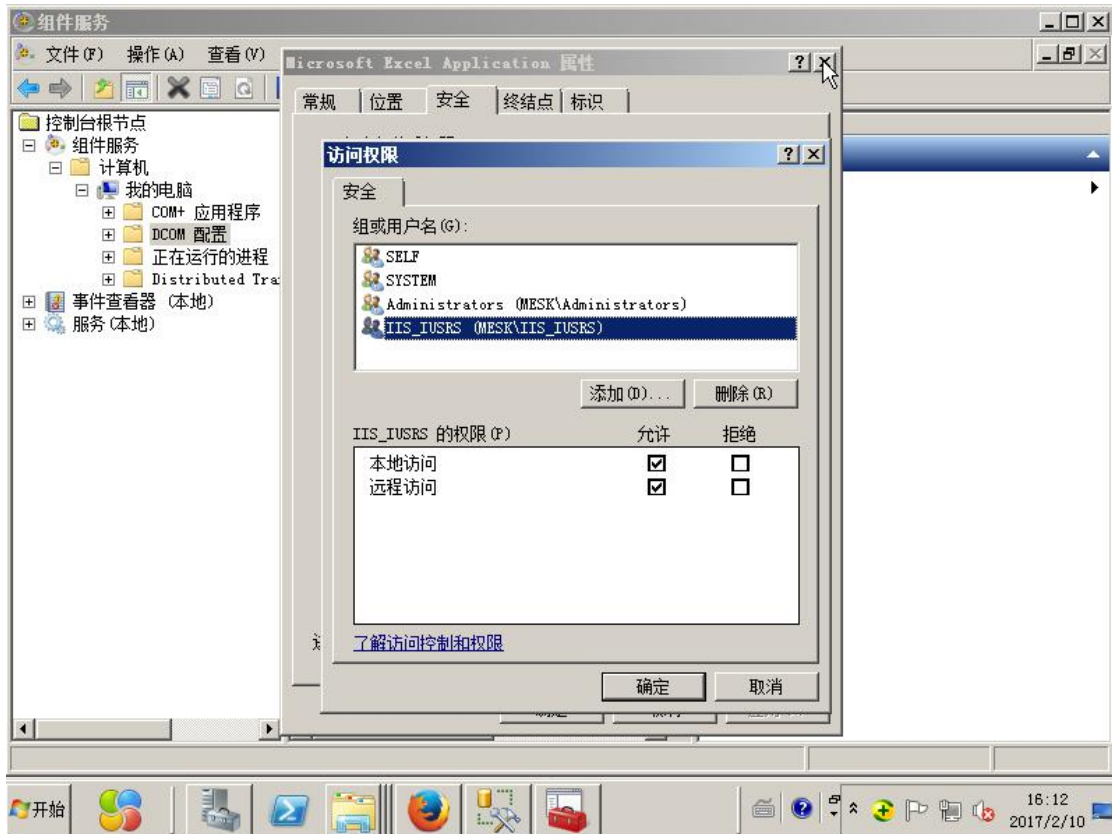 组件服务
文件(F) 操作(A) 查看(V)
Microsoft Excel Application 属性
常规 位置 安全 终结点 标识
控制台根节点
组件服务
计算机
我的电脑
COM+ 应用程序
DCOM 配置
正在运行的进程
Distributed Tra
事件查看器 (本地)
服务(本地)
访问权限
安全
组或用户名(G):
SELF
SYSTEM
Administrators (MESK\Administrators)
IIS_IUSRS (MESK\IIS_IUSRS)
添加(D)... 删除(R)
IIS_IUSRS 的权限(P) 允许 拒绝
本地访问
远程访问
了解访问控制和权限
确定 取消
开始
16:12
2017/2/10